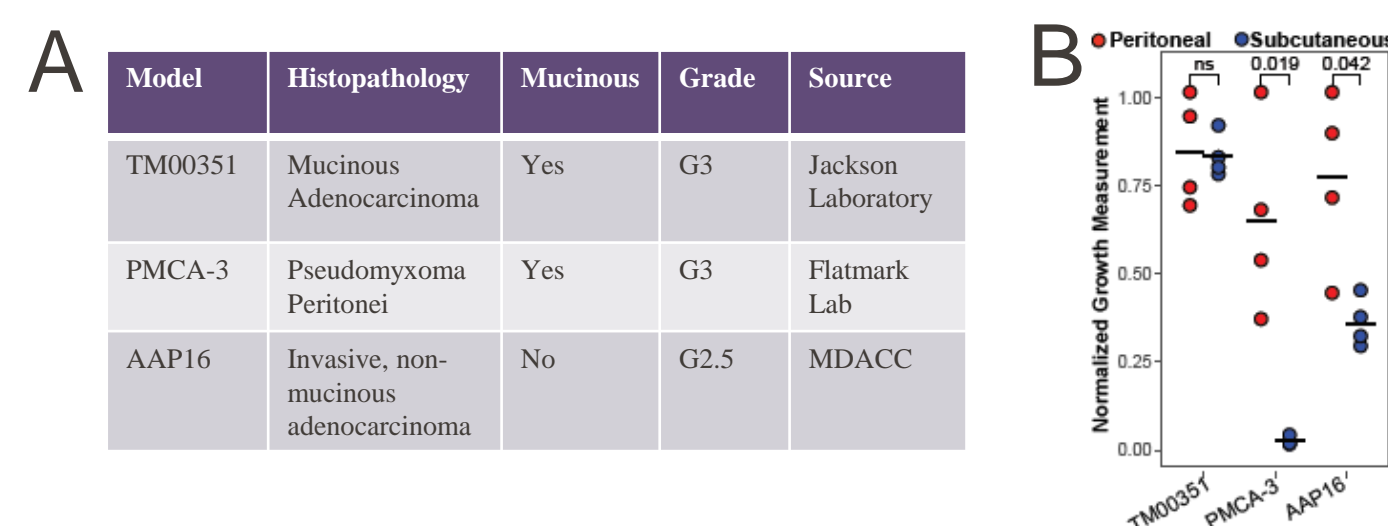 A
Model Histopathology Mucinous Grade Source
TM00351 Mucinous Yes G3 Jackson
Adenocarcinoma Laboratory
PMCA-3 Pseudomyxoma Yes G3 Flatmark
Peritonei Lab
AAP16 Invasive, non- No G2.5 MDACC
mucinous
adenocarcinoma
B
Peritoneal Subcutaneous
ns 0.019 0.042
Normalized Growth Measurement
1.00
0.75
0.50
0.25
0.00
TM00351 PMCA-3 AAP16